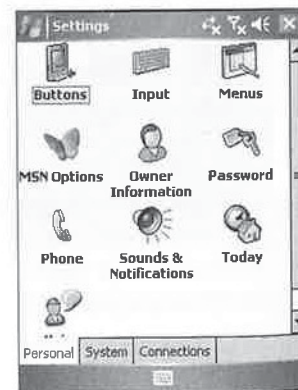 Settings
Buttons
Input
Menus
MSN Options
Owner Information
Password
Phone
Sounds & Notifications
Today
Personal
System
Connections